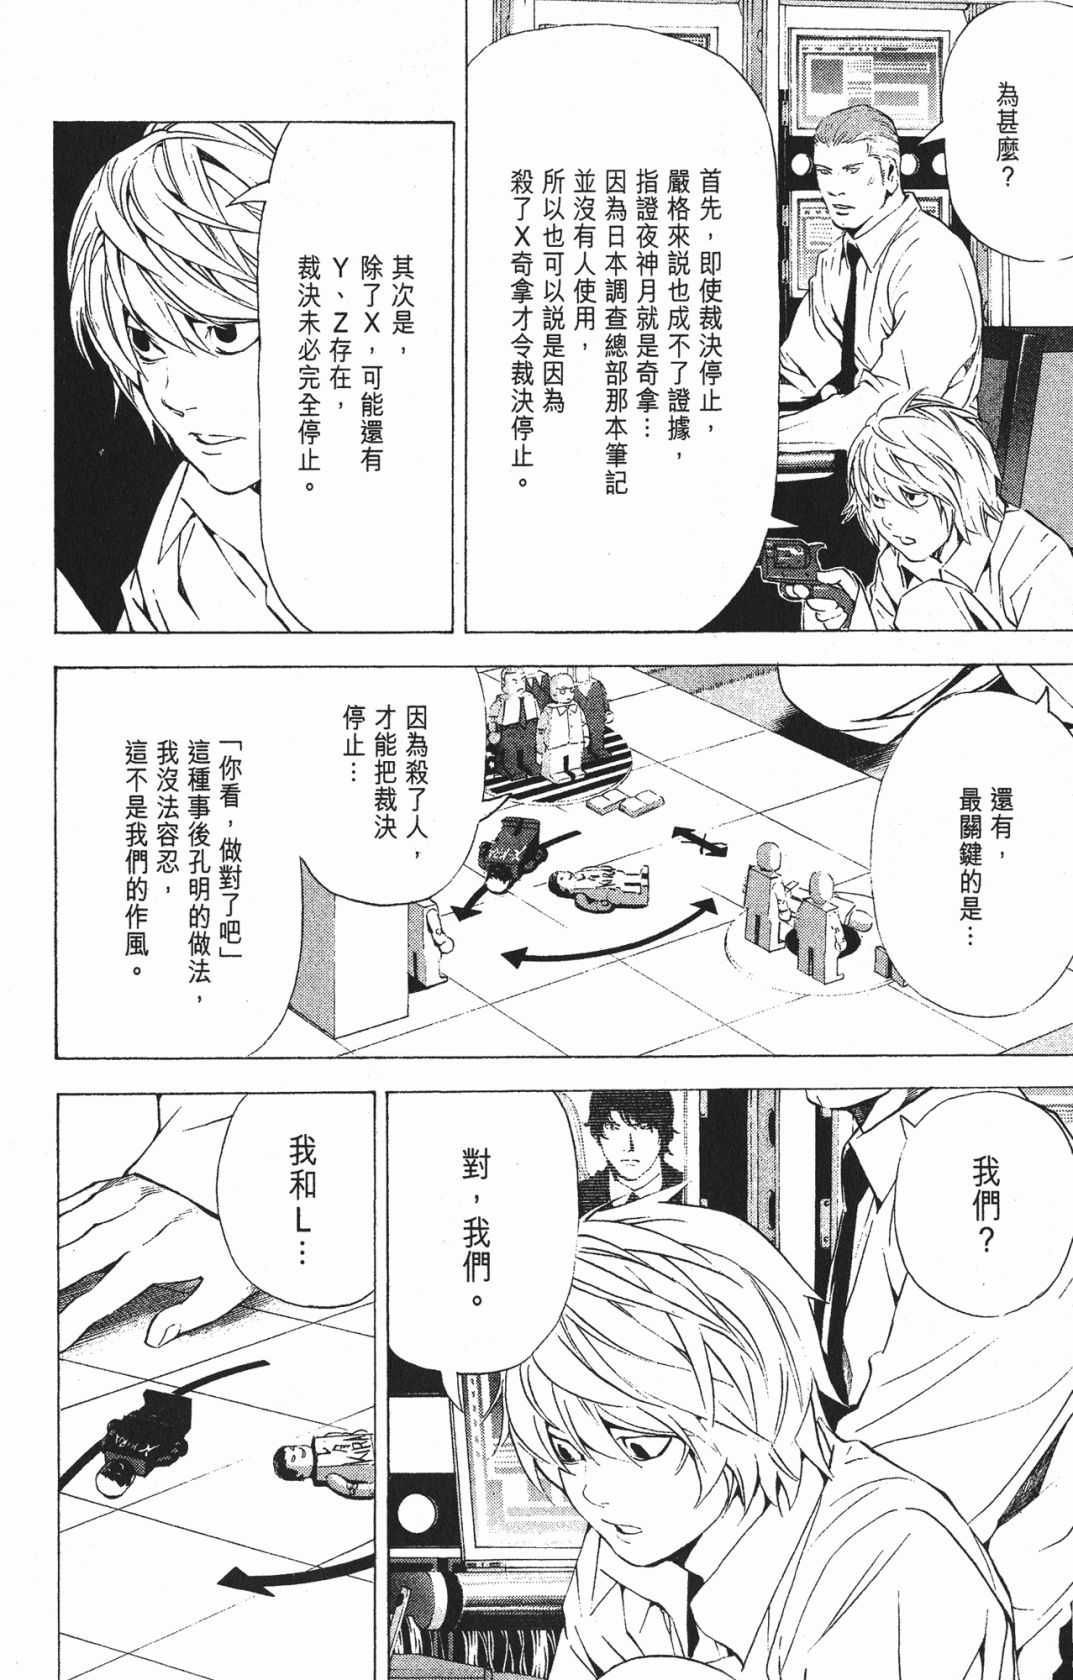 為甚麼？
首先，即使裁決停止，
嚴格來説也成不了證據，
指證夜神月就是奇拿…
因為日本調查總部那本筆記
並沒有人使用，
所以也可以説是因為
殺了X奇拿才令裁決停止。
其次是，
除了X，可能還有
Y、Z存在，
裁決未必完全停止。
還有，
最關鍵的是…
因為殺了人，
才能把裁決
停止…
「你看，做對了吧」
這種事後孔明的做法，
我沒法容忍，
這不是我們的作風。
我們？
對，我們。
我和L…